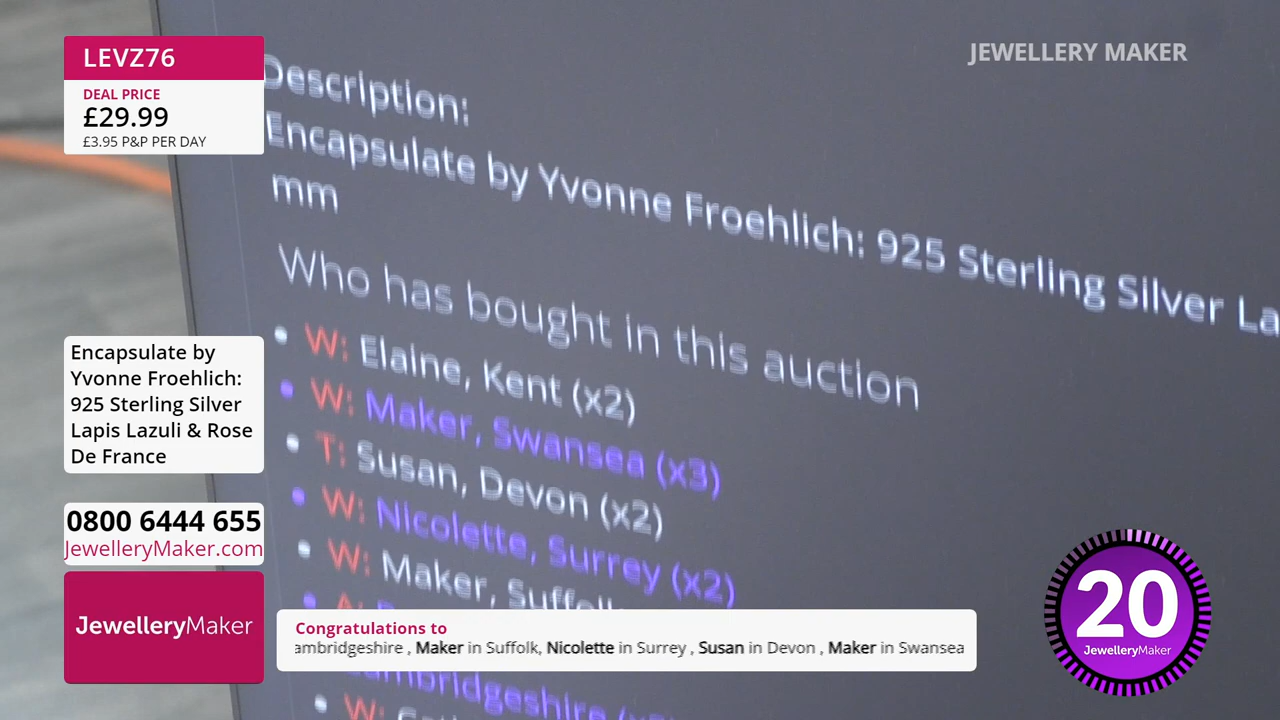 LEVZ76
DEAL PRICE
£29.99
£3.95 P&P PER DAY
JEWELLERY MAKER
Description:
Encapsulate by Yvonne Froehlich: 925 Sterling Silver La
mm
Who has bought in this auction
• W: Elaine, Kent (x2)
• W: Maker, Swansea (x3)
• T: Susan, Devon (x2)
• W: Nicolette, Surrey (x2)
• W: Maker, Suffolk
ambridgeshire
W:
Encapsulate by
Yvonne Froehlich:
925 Sterling Silver
Lapis Lazuli & Rose
De France
0800 6444 655
JewelleryMaker.com
JewelleryMaker
Congratulations to
ambridgeshire , Maker in Suffolk, Nicolette in Surrey , Susan in Devon , Maker in Swansea
20
JewelleryMaker